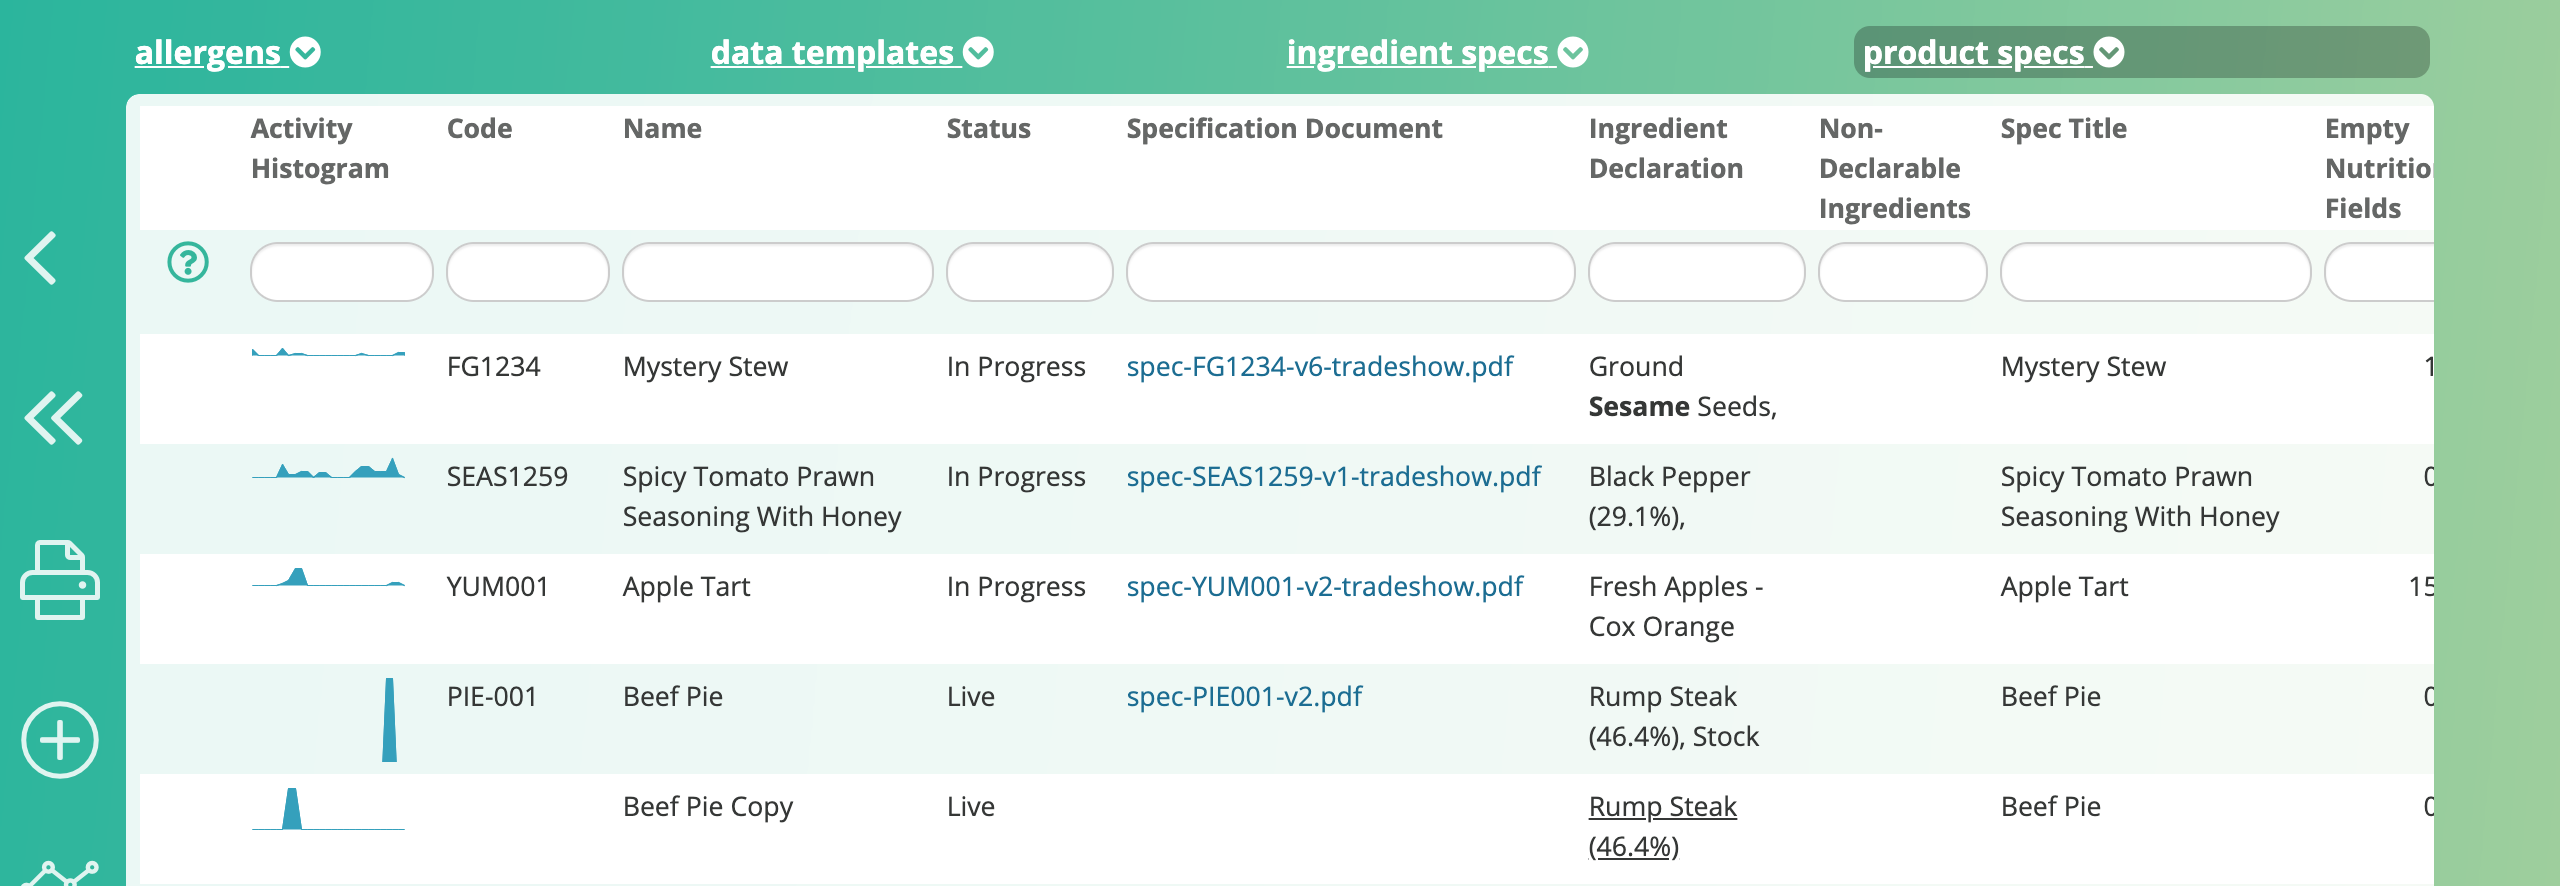 allergens data templates ingredient specs product specs
Activity Histogram Code Name Status Specification Document Ingredient Declaration Non-Declarable Ingredients Spec Title Empty Fields
?
FG1234 Mystery Stew In Progress spec-FG1234-v6-tradeshow.pdf Ground Mystery Stew 1
Sesame Seeds,
SEAS1259 Spicy Tomato Prawn In Progress spec-SEAS1259-v1-tradeshow.pdf Black Pepper Spicy Tomato Prawn 0
Seasoning With Honey (29.1%), Seasoning With Honey
YUM001 Apple Tart In Progress spec-YUM001-v2-tradeshow.pdf Fresh Apples - Apple Tart 15
Cox Orange
PIE-001 Beef Pie Live spec-PIE001-v2.pdf Rump Steak Beef Pie 0
(46.4%), Stock
Beef Pie Copy Live Rump Steak Beef Pie 0
(46.4%)